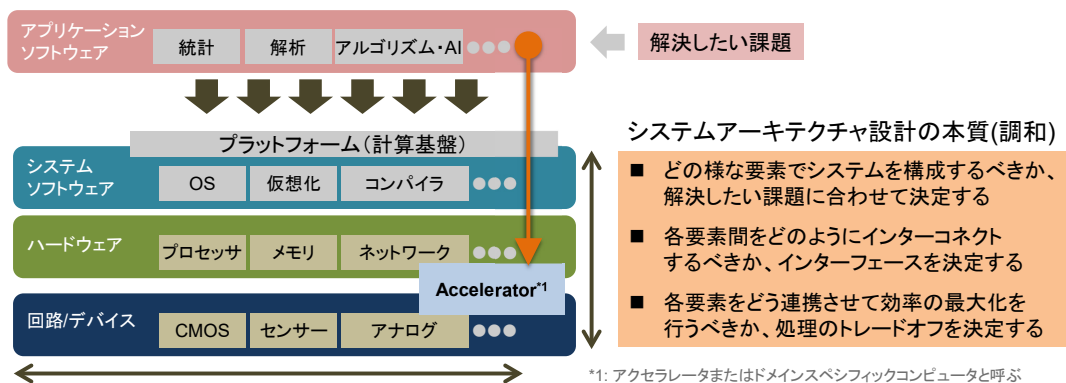 アプリケーション
ソフトウェア
統計
解析
アルゴリズム・AI
解決したい課題
プラットフォーム(計算基盤)
システム
ソフトウェア
OS
仮想化
コンパイラ
ハードウェア
プロセッサ
メモリ
ネットワーク
Accelerator*1
回路/デバイス
CMOS
センサー
アナログ
システムアーキテクチャ設計の本質(調和)
■ どの様な要素でシステムを構成するべきか、
解決したい課題に合わせて決定する
■ 各要素間をどのようにインターコネクト
するべきか、インターフェースを決定する
■ 各要素をどう連携させて効率の最大化を
行うべきか、処理のトレードオフを決定する
*1: アクセラレータまたはドメインスペシフィックコンピュータと呼ぶ